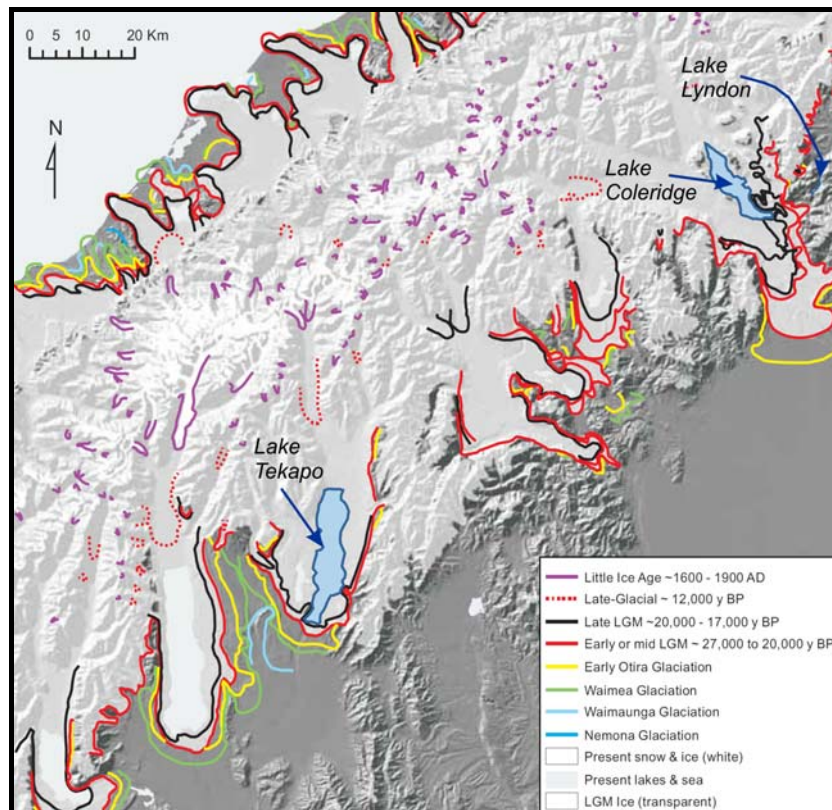 0 10 20 Km
N
Lake
Lyndon
Lake
Coleridge
Lake
Tekapo
Little Ice Age ~1600 - 1900 AD
Late-Glacial ~ 12,000 y BP
Late LGM ~20,000 - 17,000 y BP
Early or mid LGM ~ 27,000 to 20,000 y BP
Early Otira Glaciation
Waimea Glaciation
Waimaunga Glaciation
Nemona Glaciation
Present snow & ice (white)
Present lakes & sea
LGM Ice (transparent)